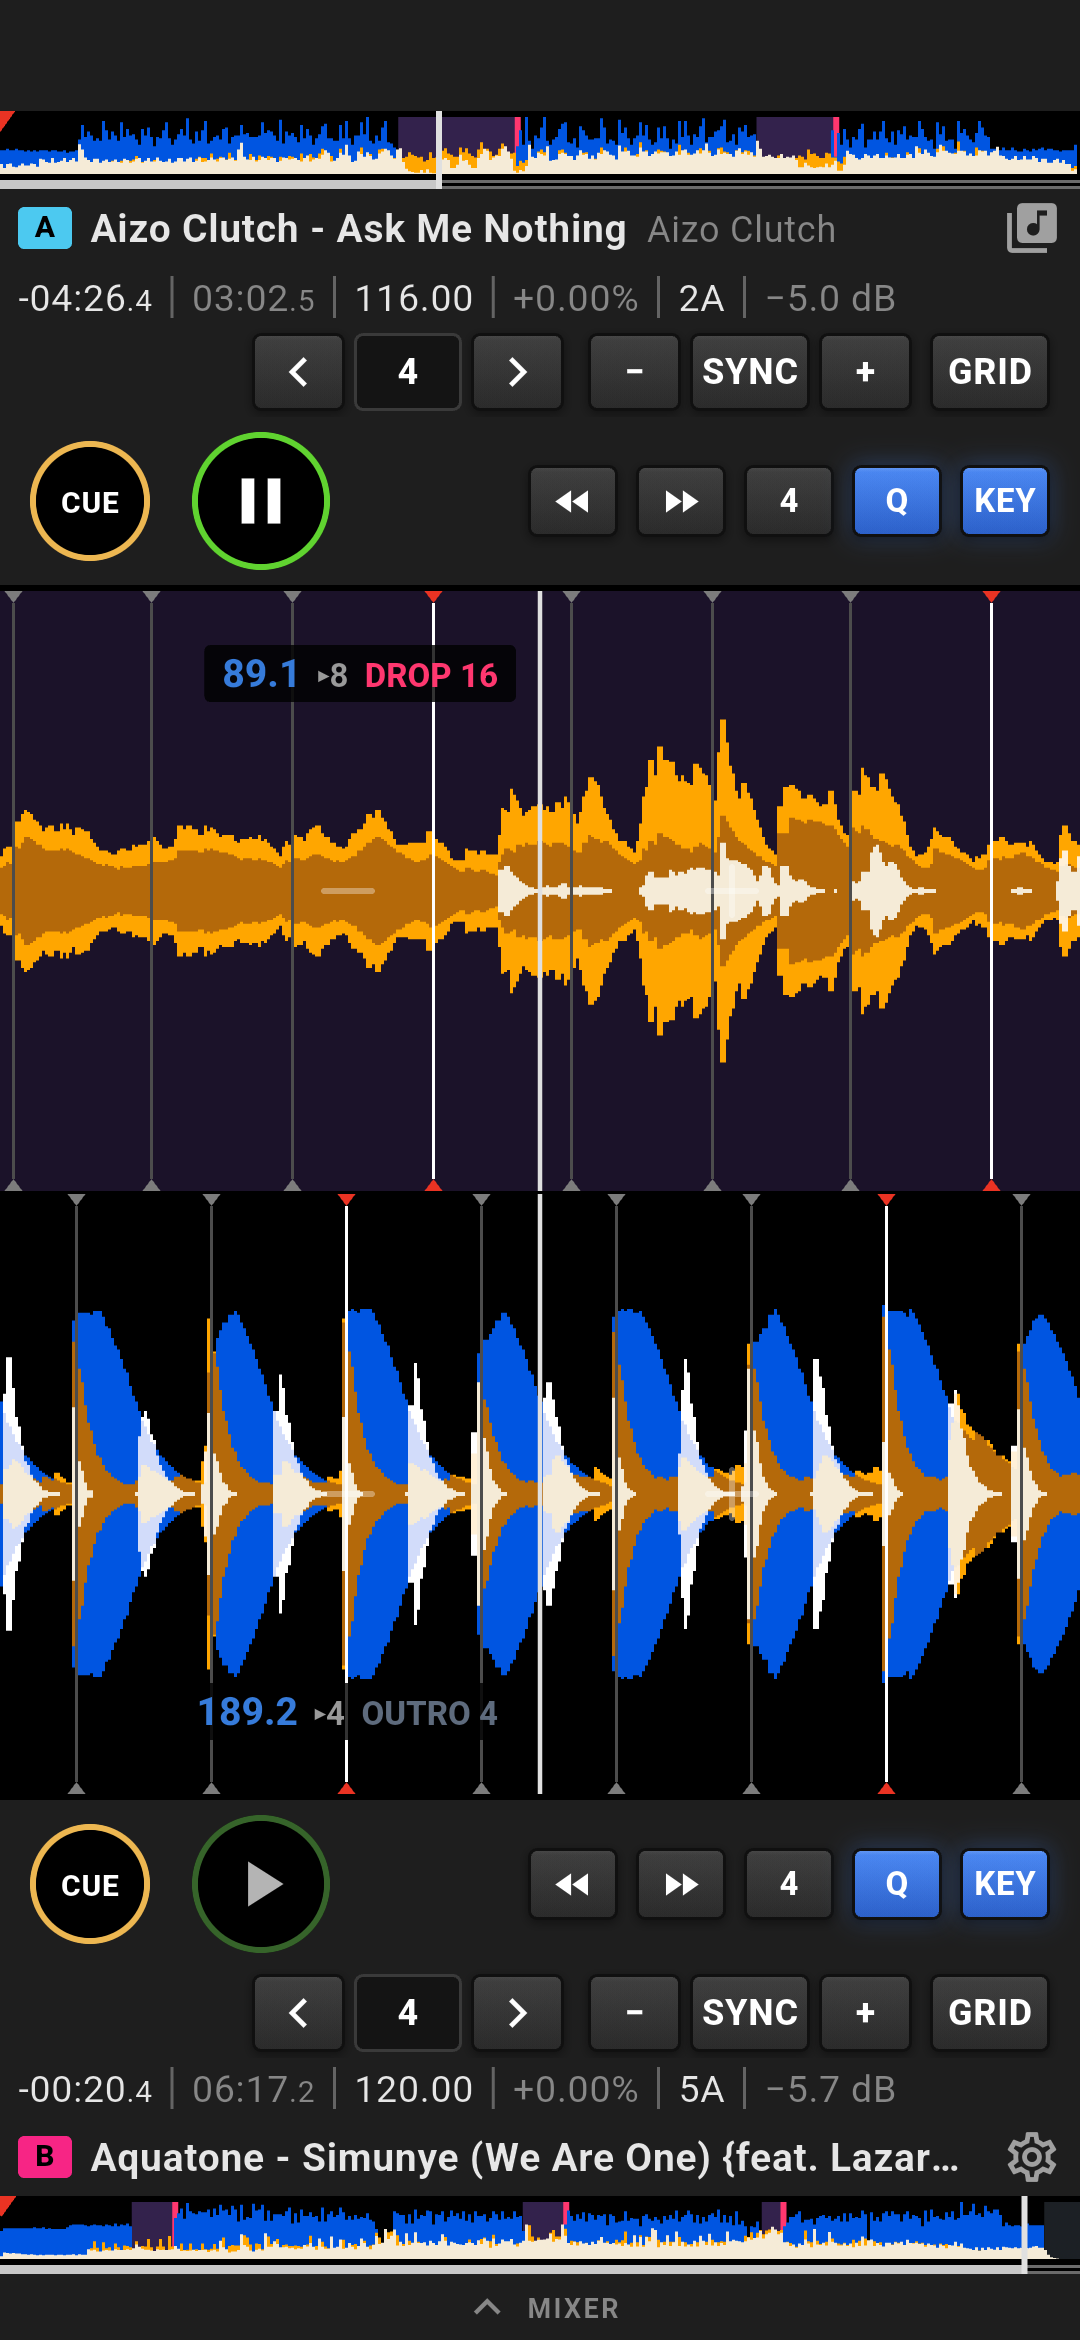 A Aizo Clutch - Ask Me Nothing Aizo Clutch
-04:26.4 | 03:02.5 | 116.00 | +0.00% | 2A | −5.0 dB
4 - SYNC + GRID
CUE 4 Q KEY
89.1 ▸8 DROP 16
189.2 ▸4 OUTRO 4
CUE 4 Q KEY
4 - SYNC + GRID
-00:20.4 | 06:17.2 | 120.00 | +0.00% | 5A | −5.7 dB
B Aquatone - Simunye (We Are One) {feat. Lazar...
MIXER